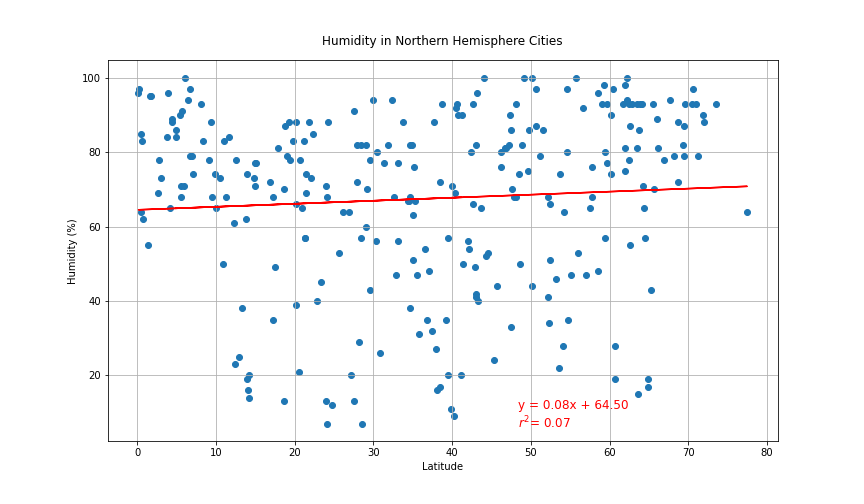 Humidity in Northern Hemisphere Cities
Humidity (%)
100
80
60
40
20
y = 0.08x + 64.50
r²= 0.07
0 10 20 30 40 50 60 70 80
Latitude